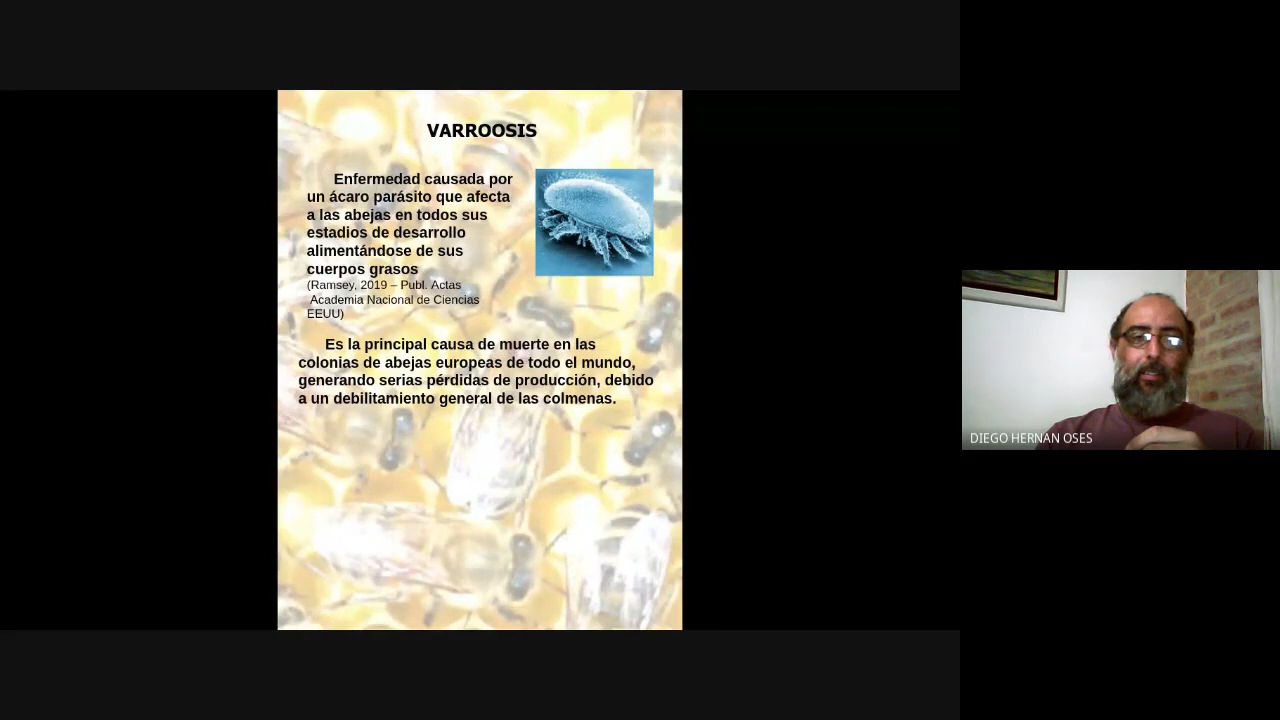 VARROOSIS
Enfermedad causada por
un ácaro parásito que afecta
a las abejas en todos sus
estadios de desarrollo
alimentándose de sus
cuerpos grasos
(Ramsey, 2019 – Publ. Actas
Academia Nacional de Ciencias
EEUU)
Es la principal causa de muerte en las
colonias de abejas europeas de todo el mundo,
generando serias pérdidas de producción, debido
a un debilitamiento general de las colmenas.
DIEGO HERNAN OSES